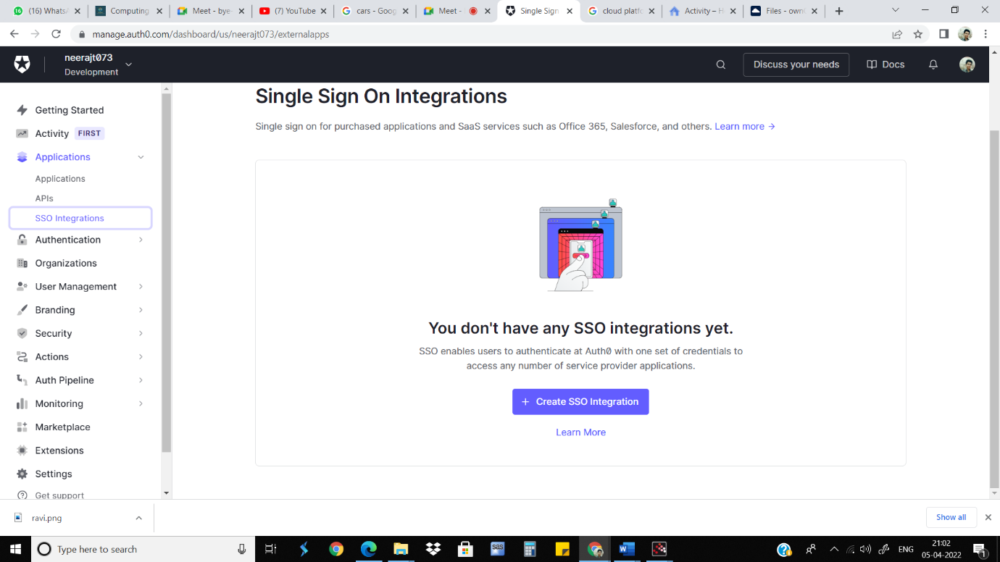 (16) WhatsA
Computing
Meet - bye-
(7) YouTube
cars - Goog
Meet -
Single Sign
cloud platfo
Activity – H
Files - own
manage.auth0.com/dashboard/us/neerajt073/externalapps
neerajt073
Development
Discuss your needs
Docs
Getting Started
Activity FIRST
Applications
Applications
APIs
SSO Integrations
Authentication
Organizations
User Management
Branding
Security
Actions
Auth Pipeline
Monitoring
Marketplace
Extensions
Settings
Get support
Single Sign On Integrations
Single sign on for purchased applications and SaaS services such as Office 365, Salesforce, and others. Learn more →
You don't have any SSO integrations yet.
SSO enables users to authenticate at Auth0 with one set of credentials to
access any number of service provider applications.
+ Create SSO Integration
Learn More
ravi.png
Show all
Type here to search
sas
ENG
21:02
05-04-2022
1